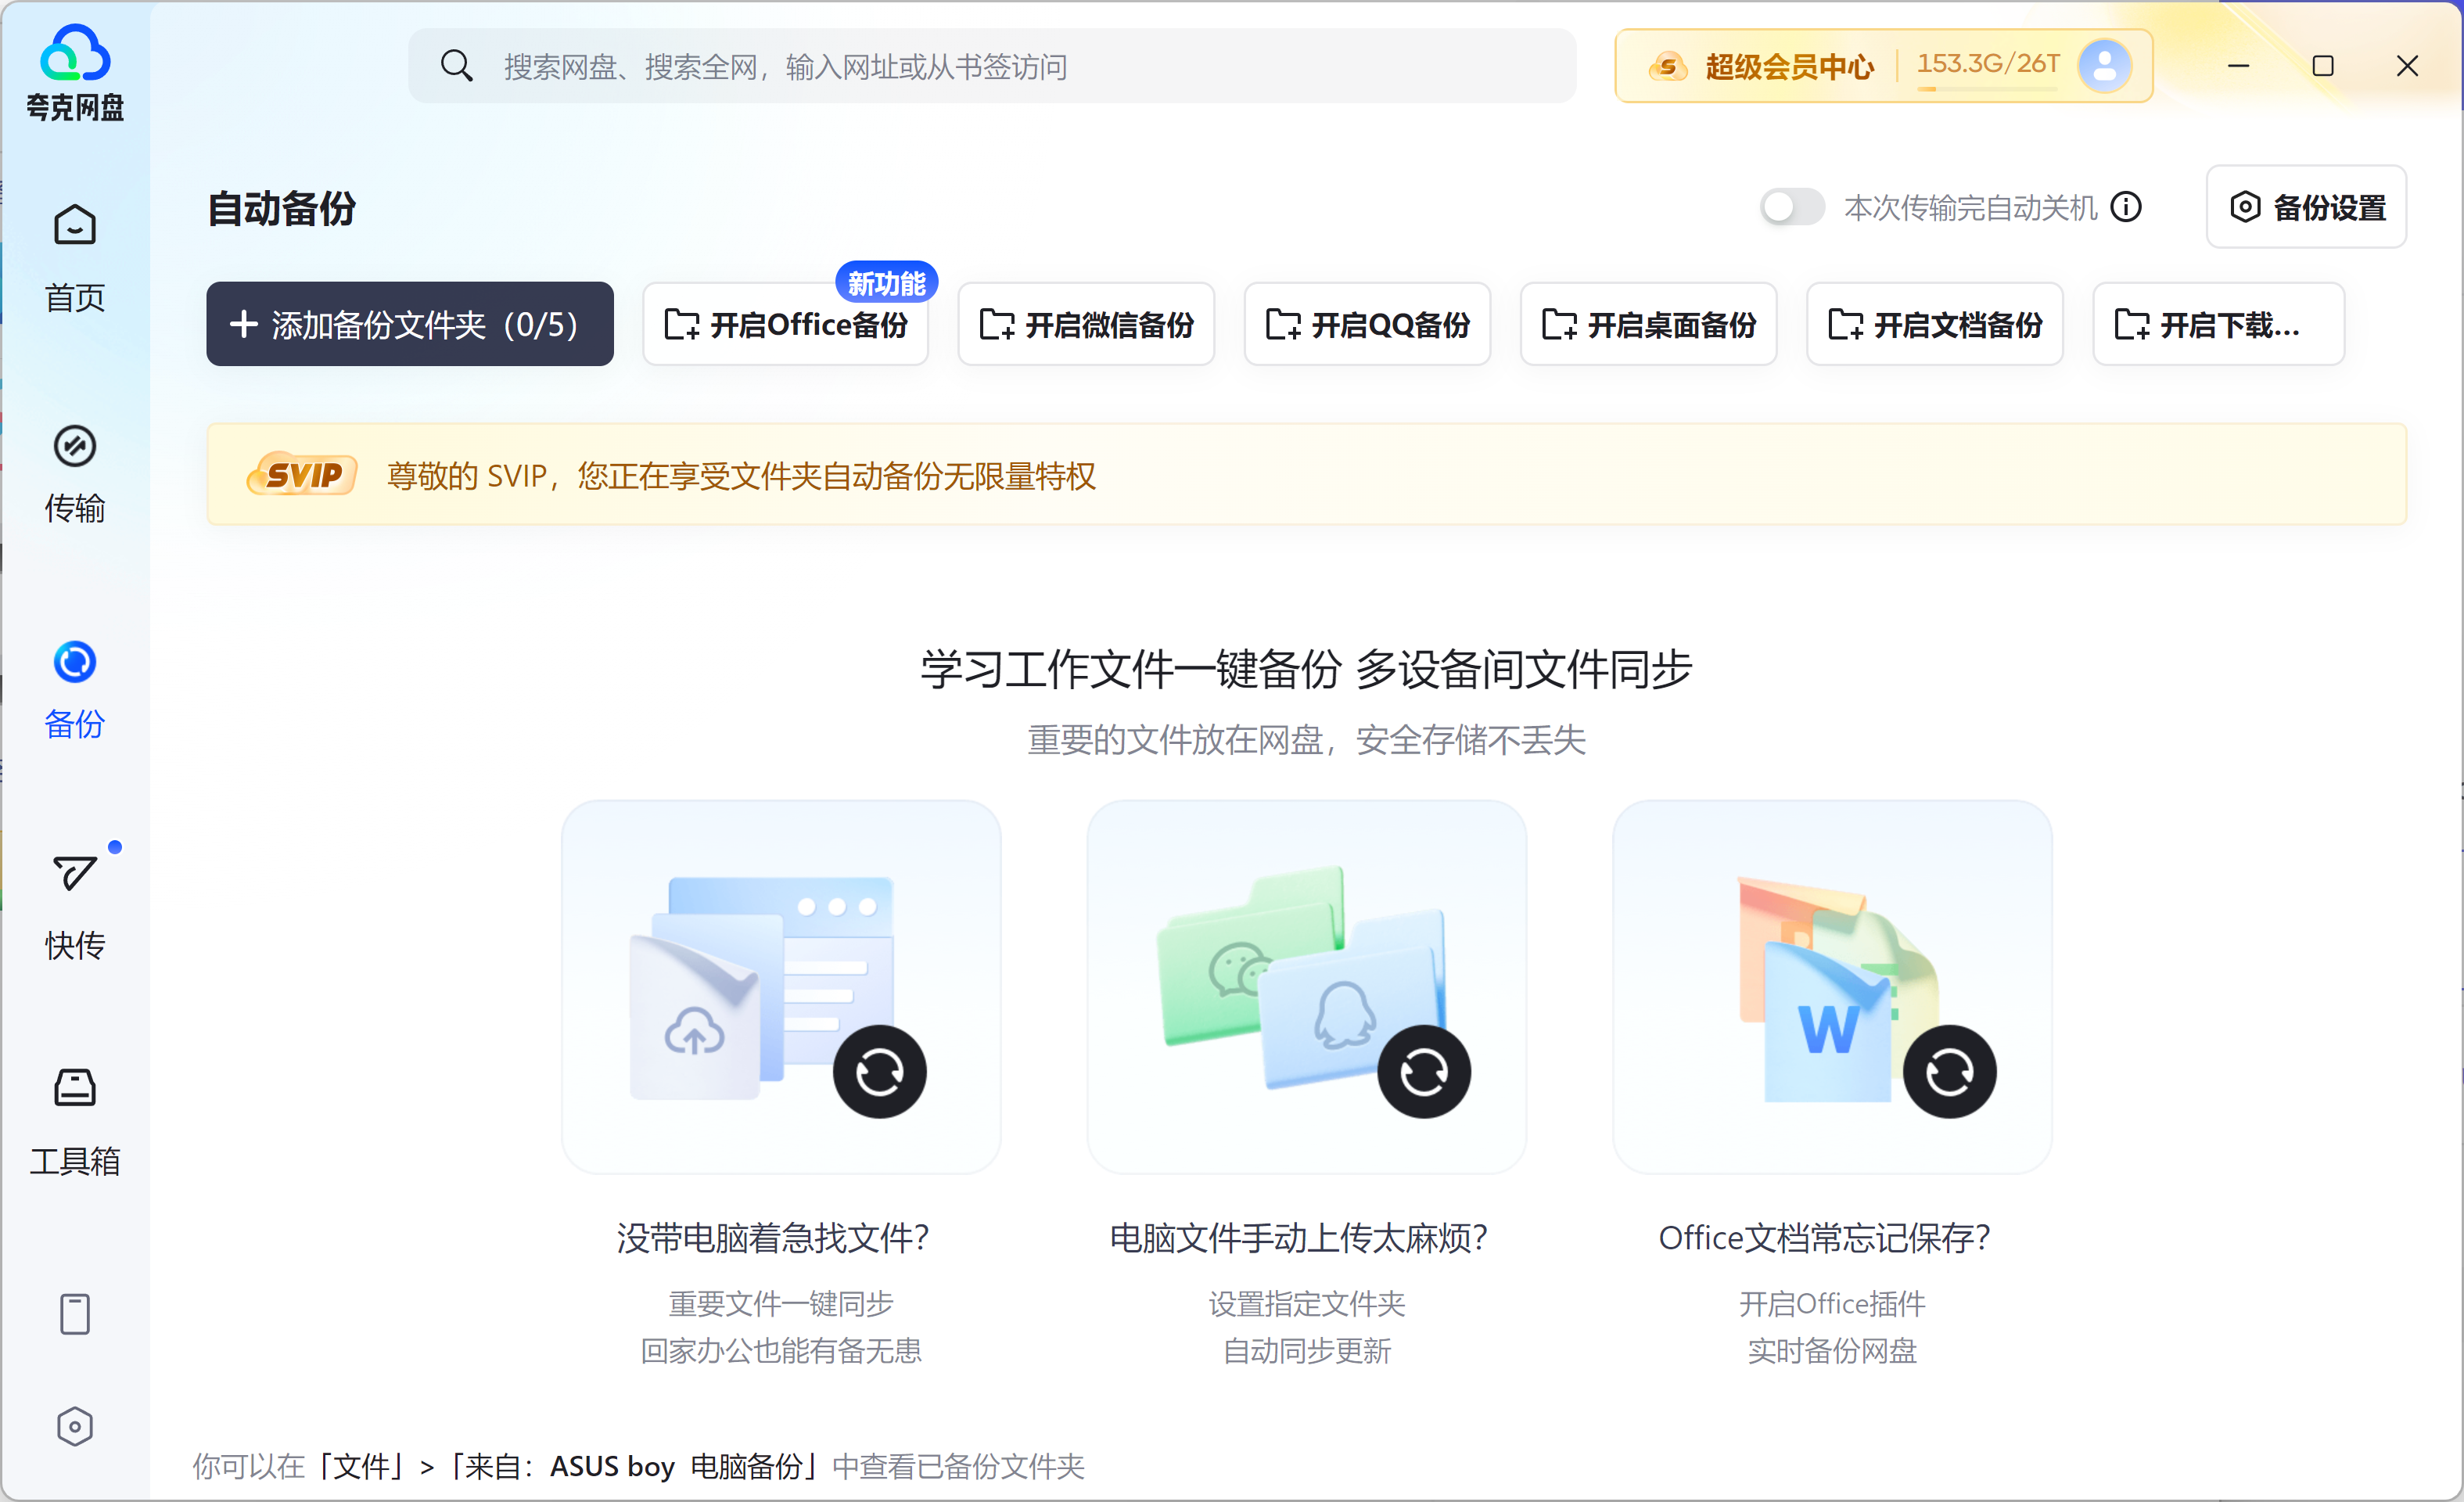 夸克网盘
搜索网盘、搜索全网，输入网址或从书签访问
超级会员中心
153.3G/26T
首页
传输
备份
快传
工具箱
自动备份
本次传输完自动关机
备份设置
添加备份文件夹（0/5）
开启Office备份
新功能
开启微信备份
开启QQ备份
开启桌面备份
开启文档备份
开启下载...
SVIP
尊敬的 SVIP，您正在享受文件夹自动备份无限量特权
学习工作文件一键备份 多设备间文件同步
重要的文件放在网盘，安全存储不丢失
W
没带电脑着急找文件？
重要文件一键同步
回家办公也能有备无患
电脑文件手动上传太麻烦？
设置指定文件夹
自动同步更新
Office文档常忘记保存？
开启Office插件
实时备份网盘
你可以在「文件」>「来自：ASUS boy 电脑备份」中查看已备份文件夹